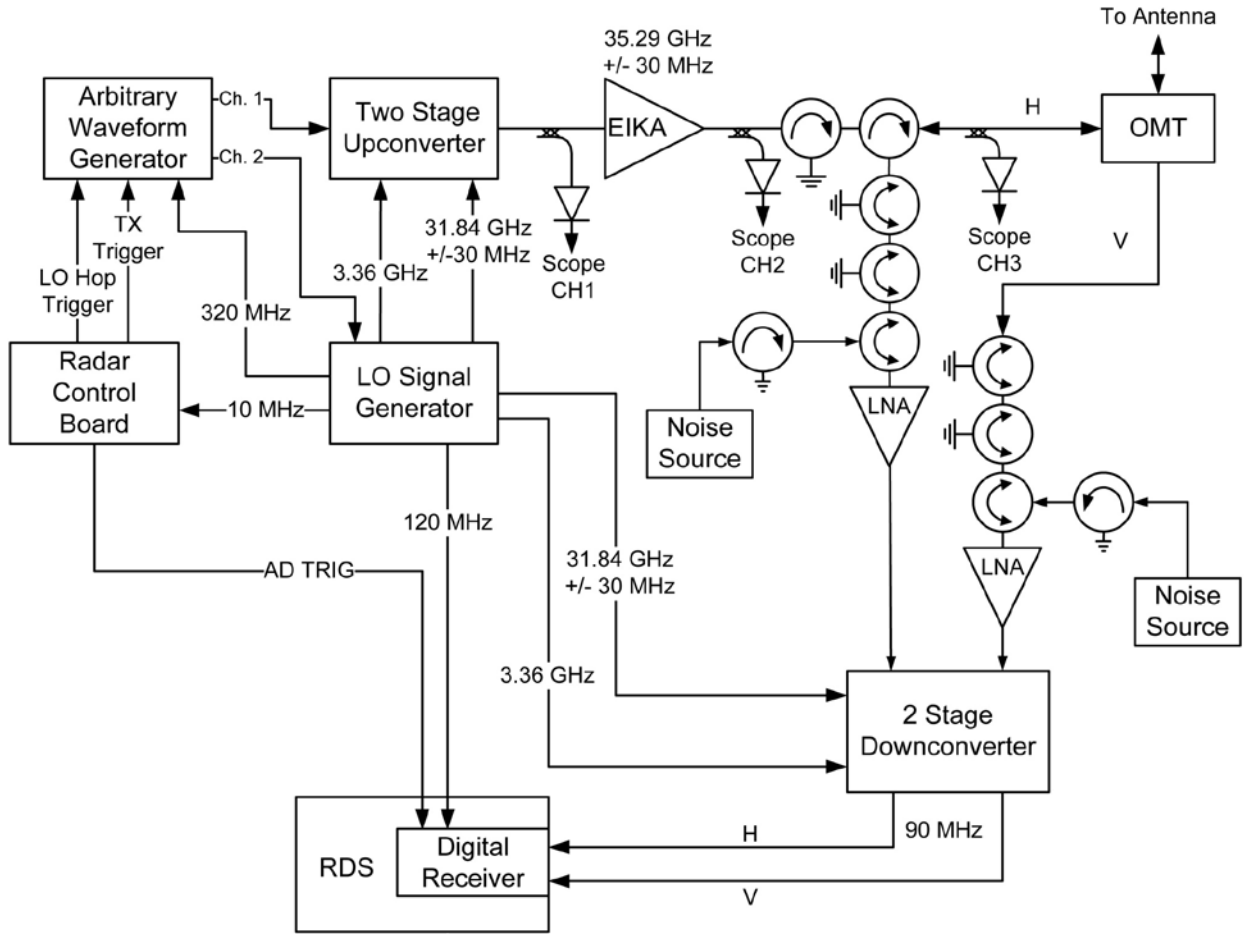 To Antenna
35.29 GHz
+/- 30 MHz
Arbitrary
Waveform
Generator
Ch. 1
Ch. 2
Two Stage
Upconverter
EIKA
H
OMT
TX
Trigger
LO Hop
Trigger
320 MHz
3.36 GHz
31.84 GHz
+/-30 MHz
Scope
CH1
Scope
CH2
Scope
CH3
V
Radar
Control
Board
10 MHz
LO Signal
Generator
Noise
Source
LNA
120 MHz
AD TRIG
31.84 GHz
+/- 30 MHz
LNA
Noise
Source
3.36 GHz
2 Stage
Downconverter
RDS
Digital
Receiver
H
90 MHz
V